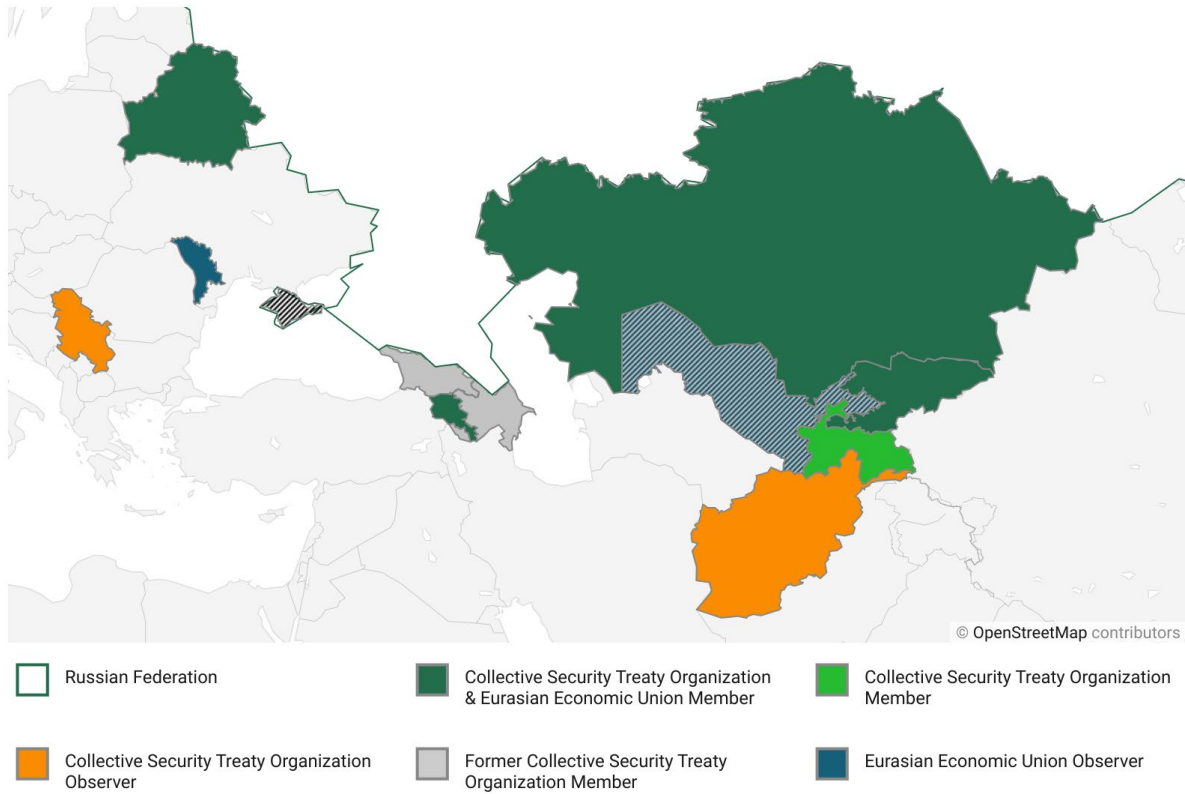 © OpenStreetMap contributors
Russian Federation
Collective Security Treaty Organization
& Eurasian Economic Union Member
Collective Security Treaty Organization
Member
Collective Security Treaty Organization
Observer
Former Collective Security Treaty
Organization Member
Eurasian Economic Union Observer